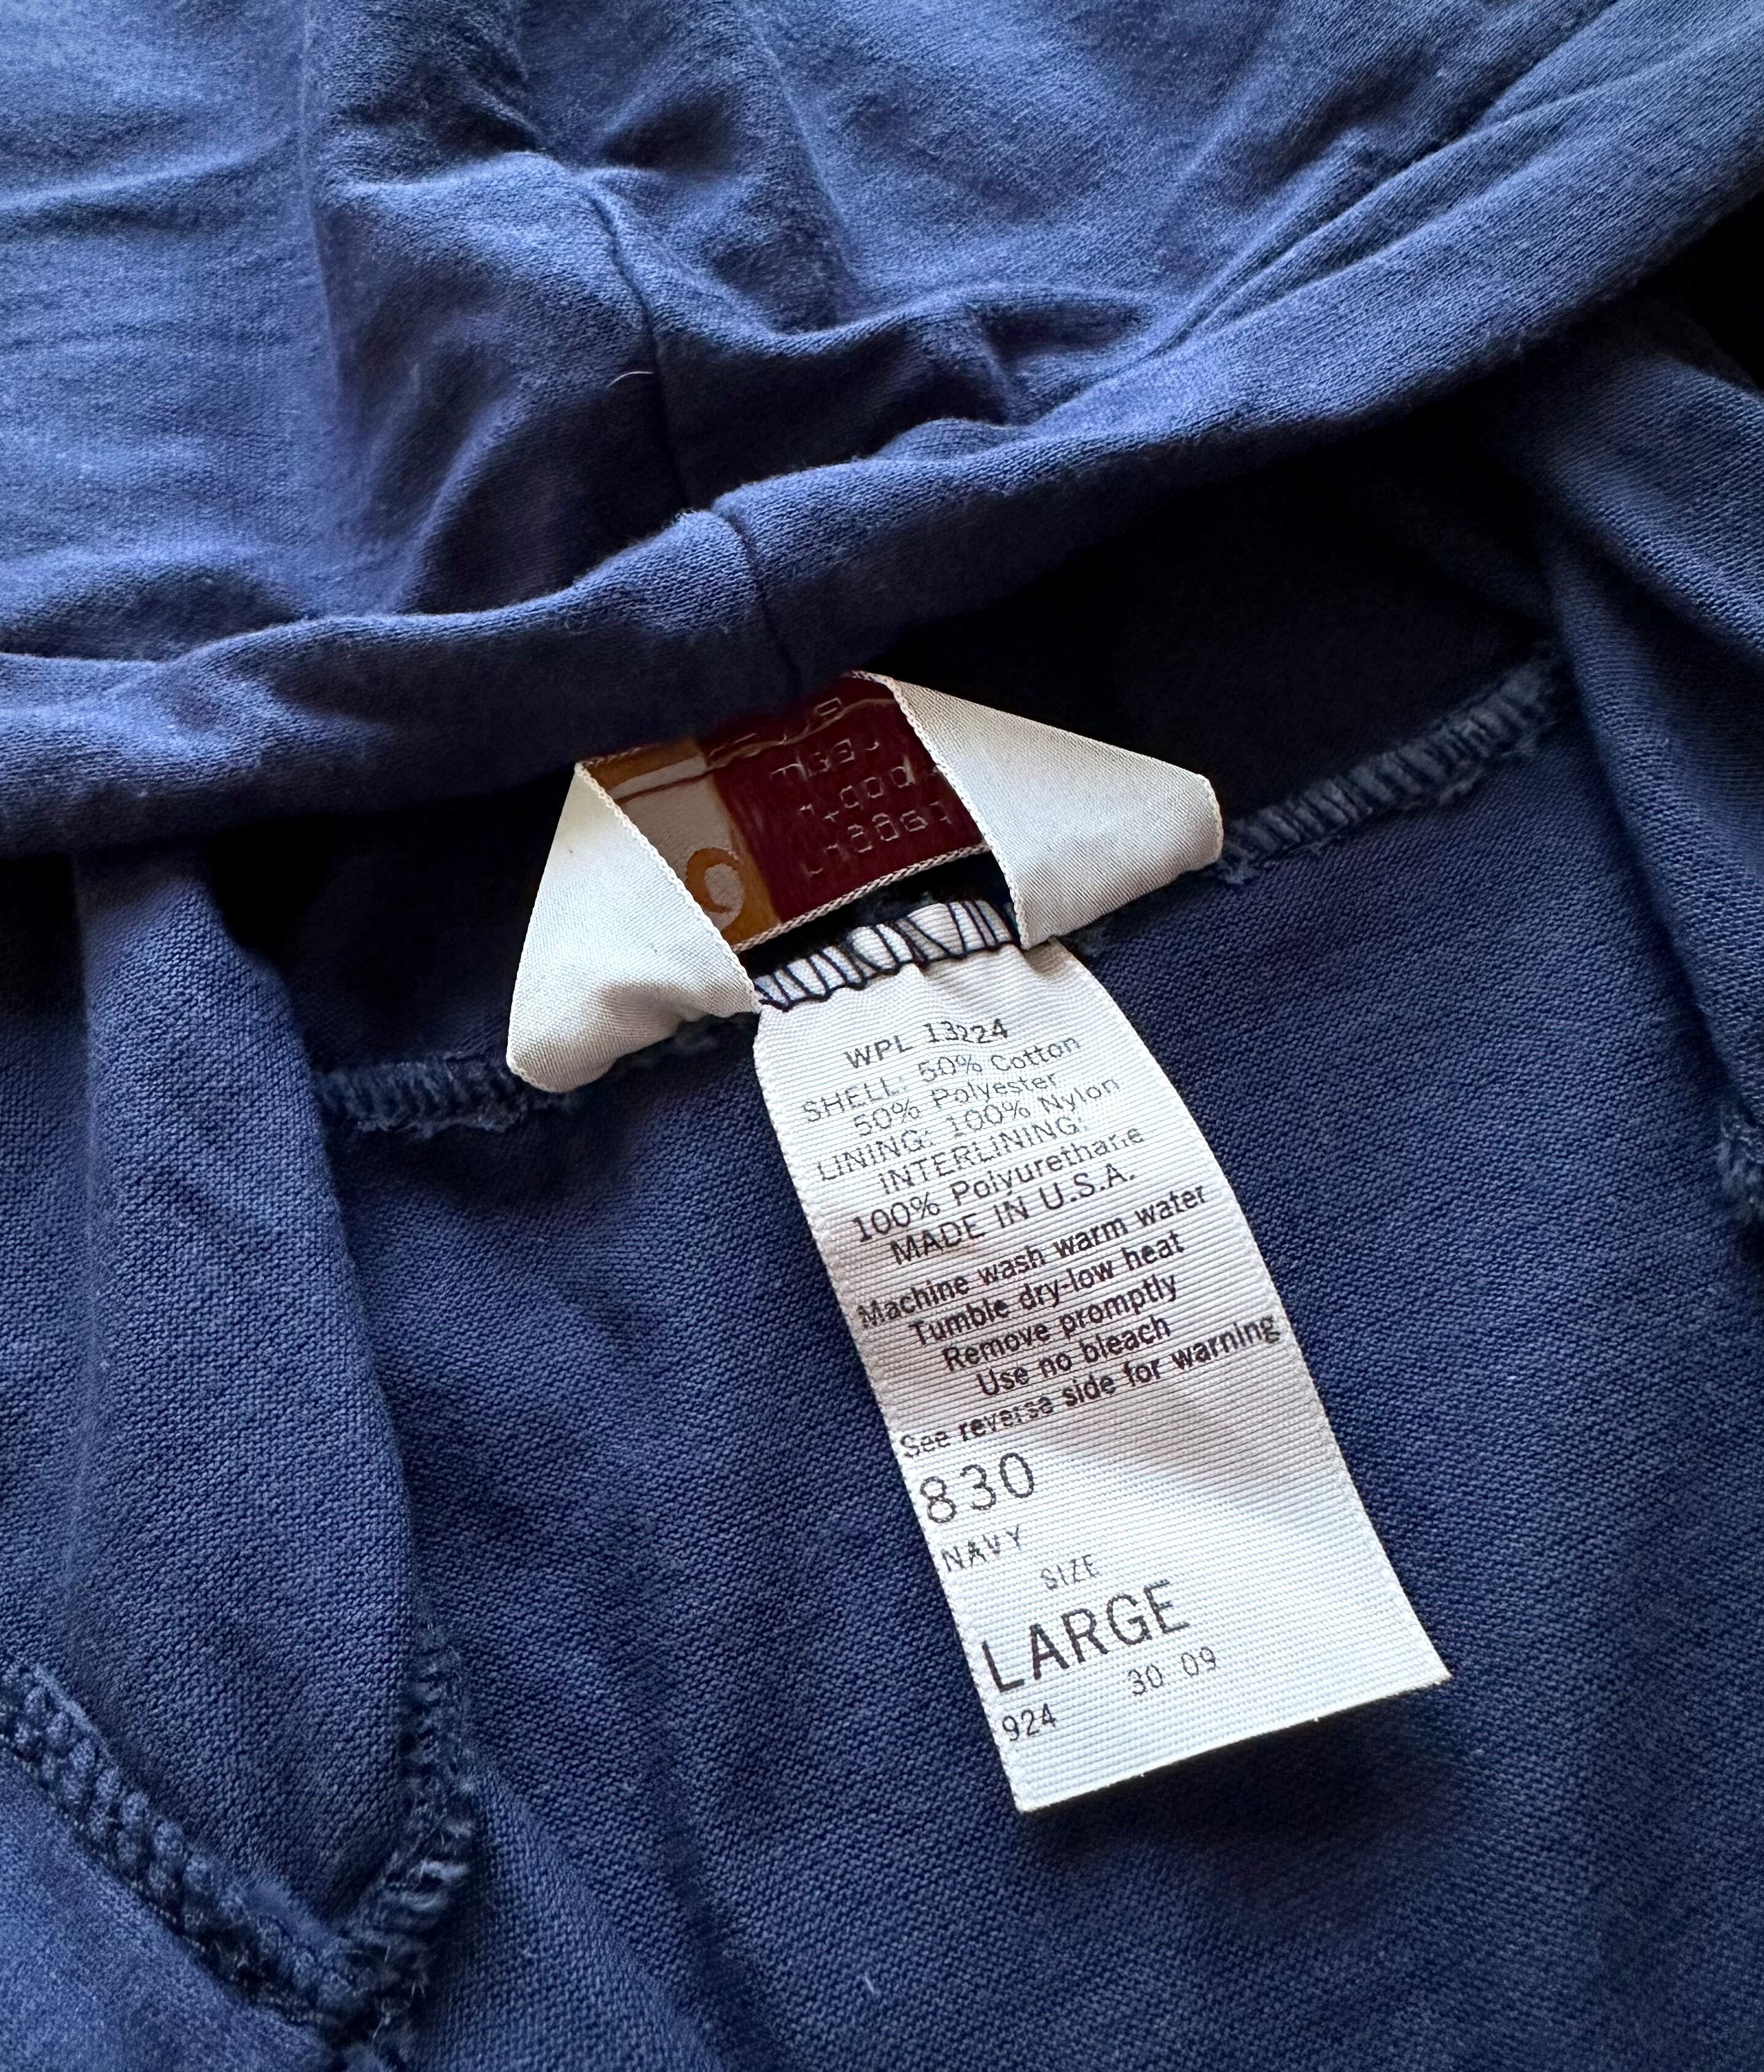 WPL 13224
SHELL: 50% Cotton
50% Polyester
LINING: 100% Nylon
INTERLINING:
100% Polyurethane
MADE IN U.S.A.
Machine wash warm water
Tumble dry-low heat
Remove promptly
Use no bleach
See reverse side for warning
830
NAVY
SIZE
LARGE
30 09
924